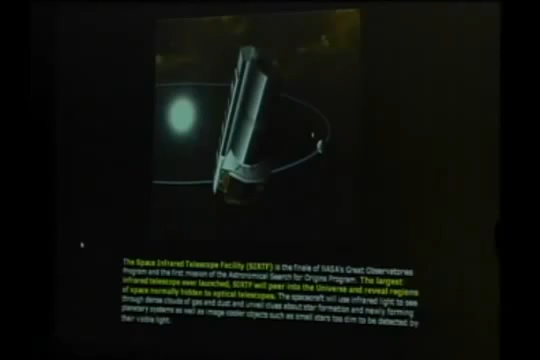 The Space Infrared Telescope Facility (SIRTF) is the finale of NASA's Great Observatories
Program and the first mission of the Astronomical Search for Origins Program. The largest
infrared telescope ever launched, SIRTF will peer into the Universe and reveal regions
of space normally hidden to optical telescopes. The spacecraft will use infrared light to see
through dense clouds of gas and dust and unveil clues about star formation and newly forming
planetary systems as well as image cooler objects such as small stars too dim to be detected by
their visible light.